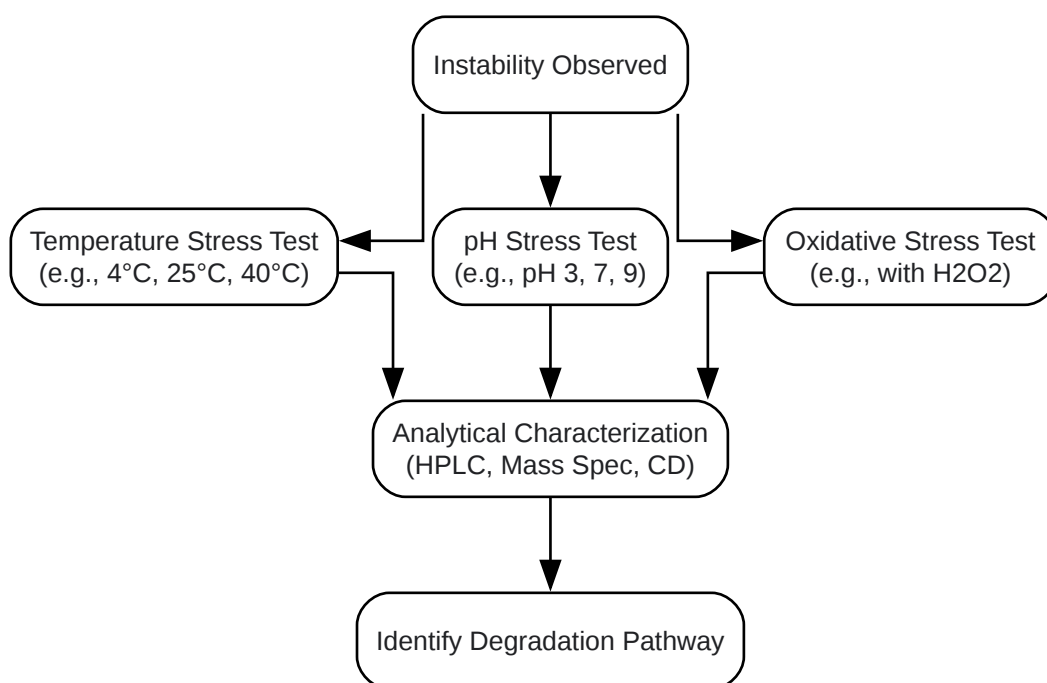 Instability Observed
Temperature Stress Test
(e.g., 4°C, 25°C, 40°C)
pH Stress Test
(e.g., pH 3, 7, 9)
Oxidative Stress Test
(e.g., with H2O2)
Analytical Characterization
(HPLC, Mass Spec, CD)
Identify Degradation Pathway